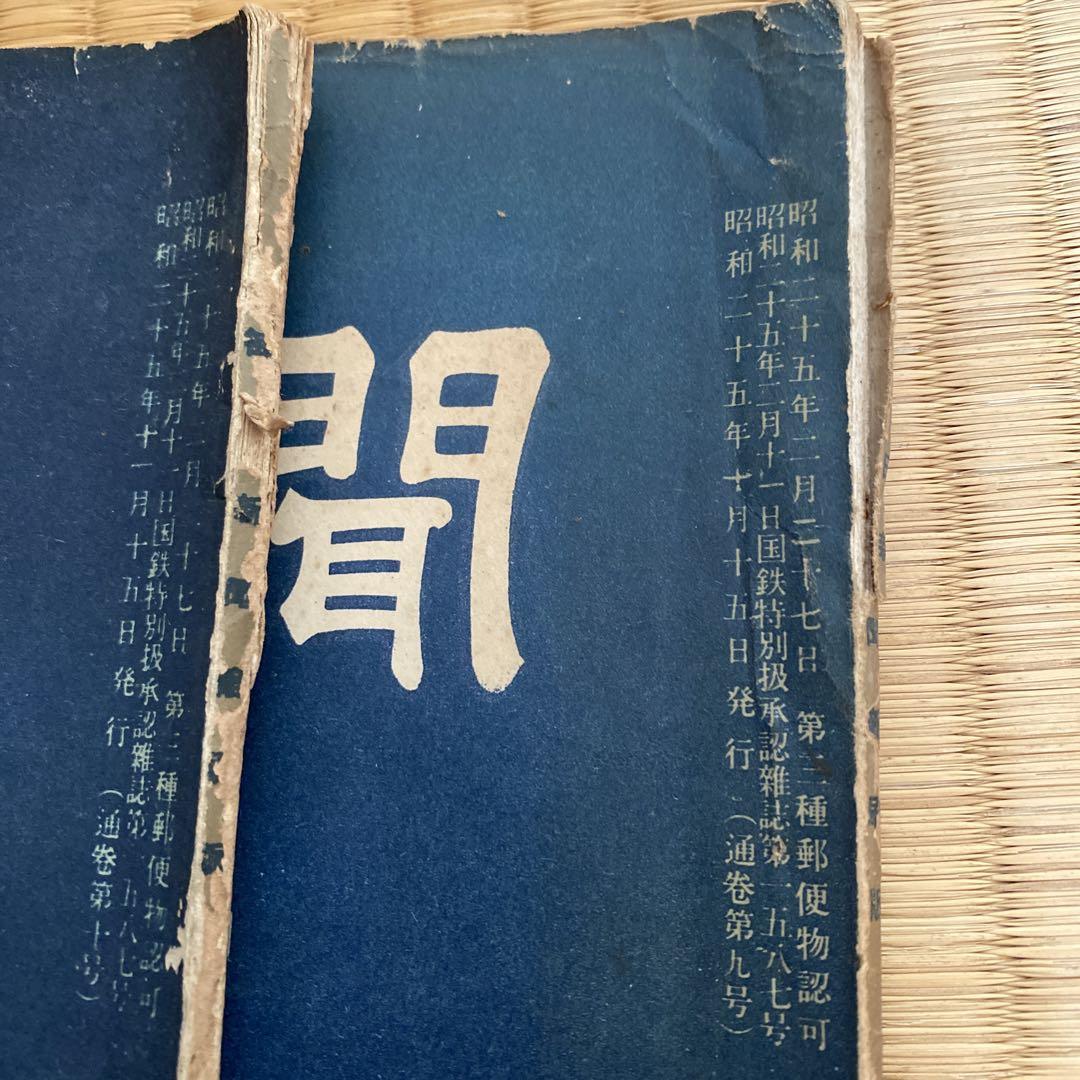 昭和二十五年二月二十七日 第三種郵便物認可
昭和二十五年二月十一日国鉄特別扱承認雑誌第一五八七号
昭和二十五年十月十五日発行（通巻第九号）
聞
昭和 十五年二月 十七日 第三種郵便物認可
昭和二十五年二月十一日国鉄特別扱承認雑誌第 五八七号
昭和二十五年十一月十五日発行（通巻第十号）